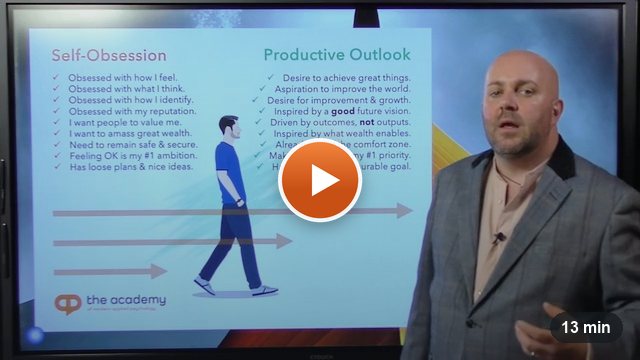 Self-Obsession
✓ Obsessed with how I feel.
✓ Obsessed with what I think.
✓ Obsessed with how I identify.
✓ Obsessed with my reputation.
✓ I want people to value me.
I want to amass great wealth.
✓ Need to remain safe & secure.
✓ Feeling OK is my #1 ambition.
✓ Has loose plans & nice ideas.
Productive Outlook
✓ Desire to achieve great things.
✓ Aspiration to improve the world.
✓ Desire for improvement & growth.
✓ Inspired by a good future vision.
✓ Driven by outcomes, not outputs.
✓ Inspired by what wealth enables.
✓ the comfort zone.
✓ my #1 priority.
✓ goal.
the academy
of modern applied psychology
13 min